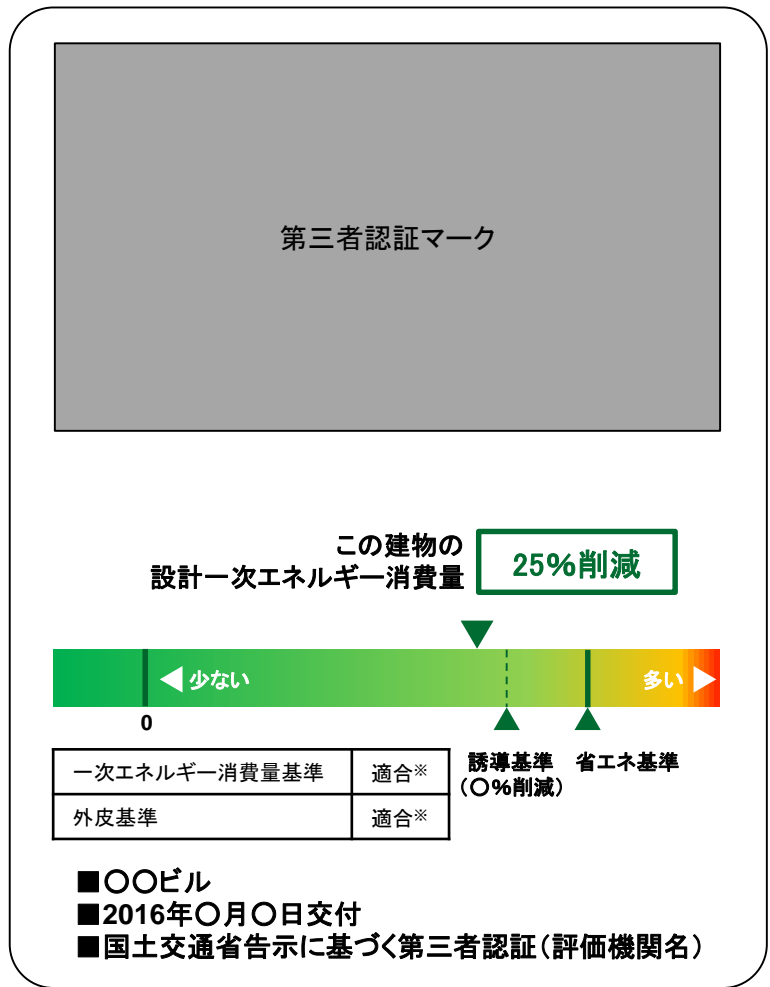 第三者認証マーク
この建物の
設計一次エネルギー消費量
25%削減
◀少ない
多い▶
0
誘導基準
(〇%削減)
省エネ基準
一次エネルギー消費量基準 適合※
外皮基準 適合※
■〇〇ビル
■2016年〇月〇日交付
■国土交通省告示に基づく第三者認証(評価機関名)